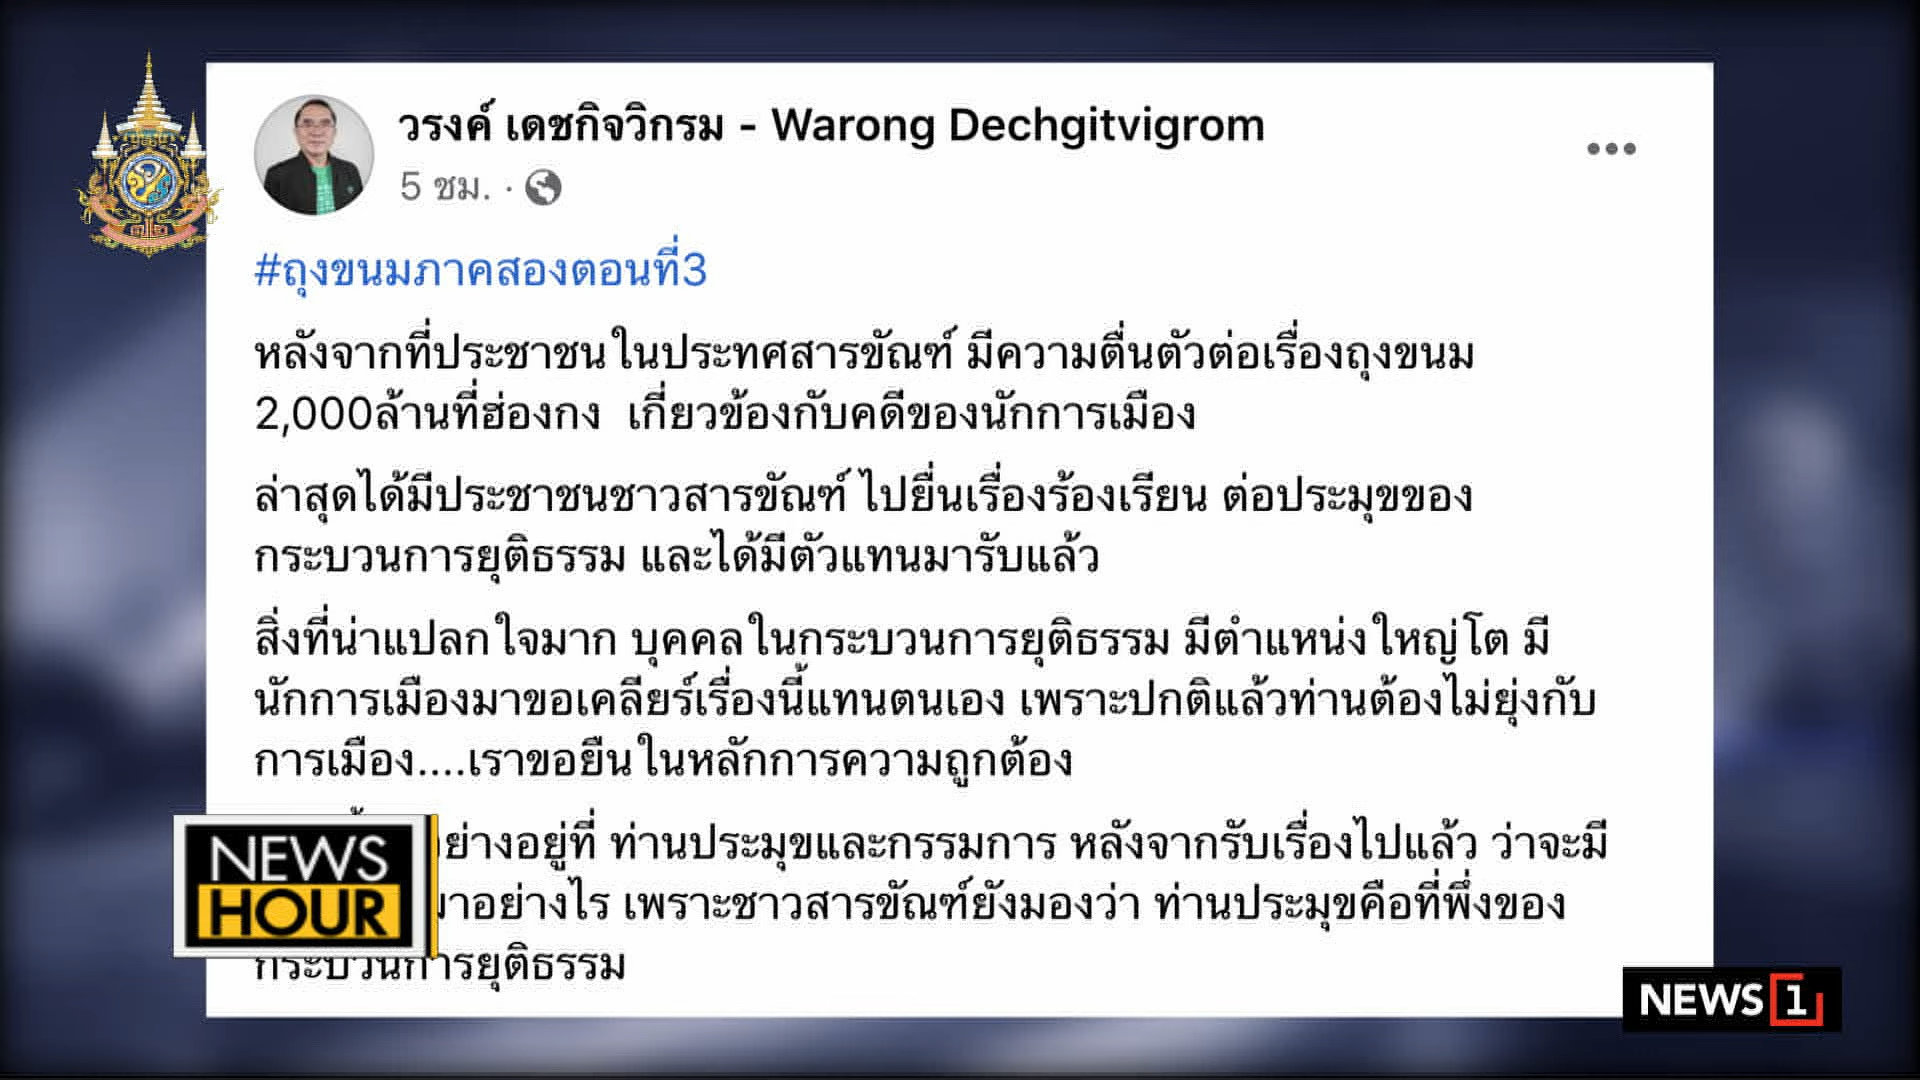 วรงค์ เดชกิจวิกรม - Warong Dechgitvigrom
5 ชม. ·
#ถุงขนมภาคสองตอนที่3
หลังจากที่ประชาชนในประทศสารขัณฑ์ มีความตื่นตัวต่อเรื่องถุงขนม
2,000ล้านที่ฮ่องกง เกี่ยวข้องกับคดีของนักการเมือง
ล่าสุดได้มีประชาชนชาวสารขัณฑ์ ไปยื่นเรื่องร้องเรียน ต่อประมุขของ
กระบวนการยุติธรรม และได้มีตัวแทนมารับแล้ว
สิ่งที่น่าแปลกใจมาก บุคคลในกระบวนการยุติธรรม มีตำแหน่งใหญ่โต มี
นักการเมืองมาขอเคลียร์เรื่องนี้แทนตนเอง เพราะปกติแล้วท่านต้องไม่ยุ่งกับ
การเมือง....เราขอยืนในหลักการความถูกต้อง
อย่างอยู่ที่ ท่านประมุขและกรรมการ หลังจากรับเรื่องไปแล้ว ว่าจะมี
อย่างไร เพราะชาวสารขัณฑ์ยังมองว่า ท่านประมุขคือที่พึ่งของ
กระบวนการยุติธรรม
NEWS
HOUR
NEWS 1